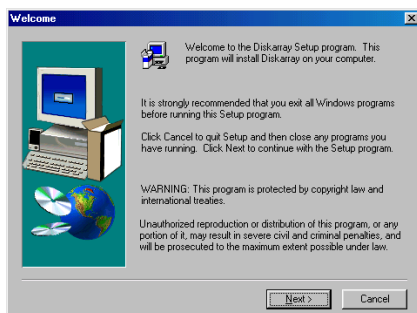 Welcome
Welcome to the Diskarray Setup program. This
program will install Diskarray on your computer.
It is strongly recommended that you exit all Windows programs
before running this Setup program.
Click Cancel to quit Setup and then close any programs you
have running. Click Next to continue with the Setup program.
WARNING: This program is protected by copyright law and
international treaties.
Unauthorized reproduction or distribution of this program, or any
portion of it, may result in severe civil and criminal penalties, and
will be prosecuted to the maximum extent possible under law.
Next >
Cancel